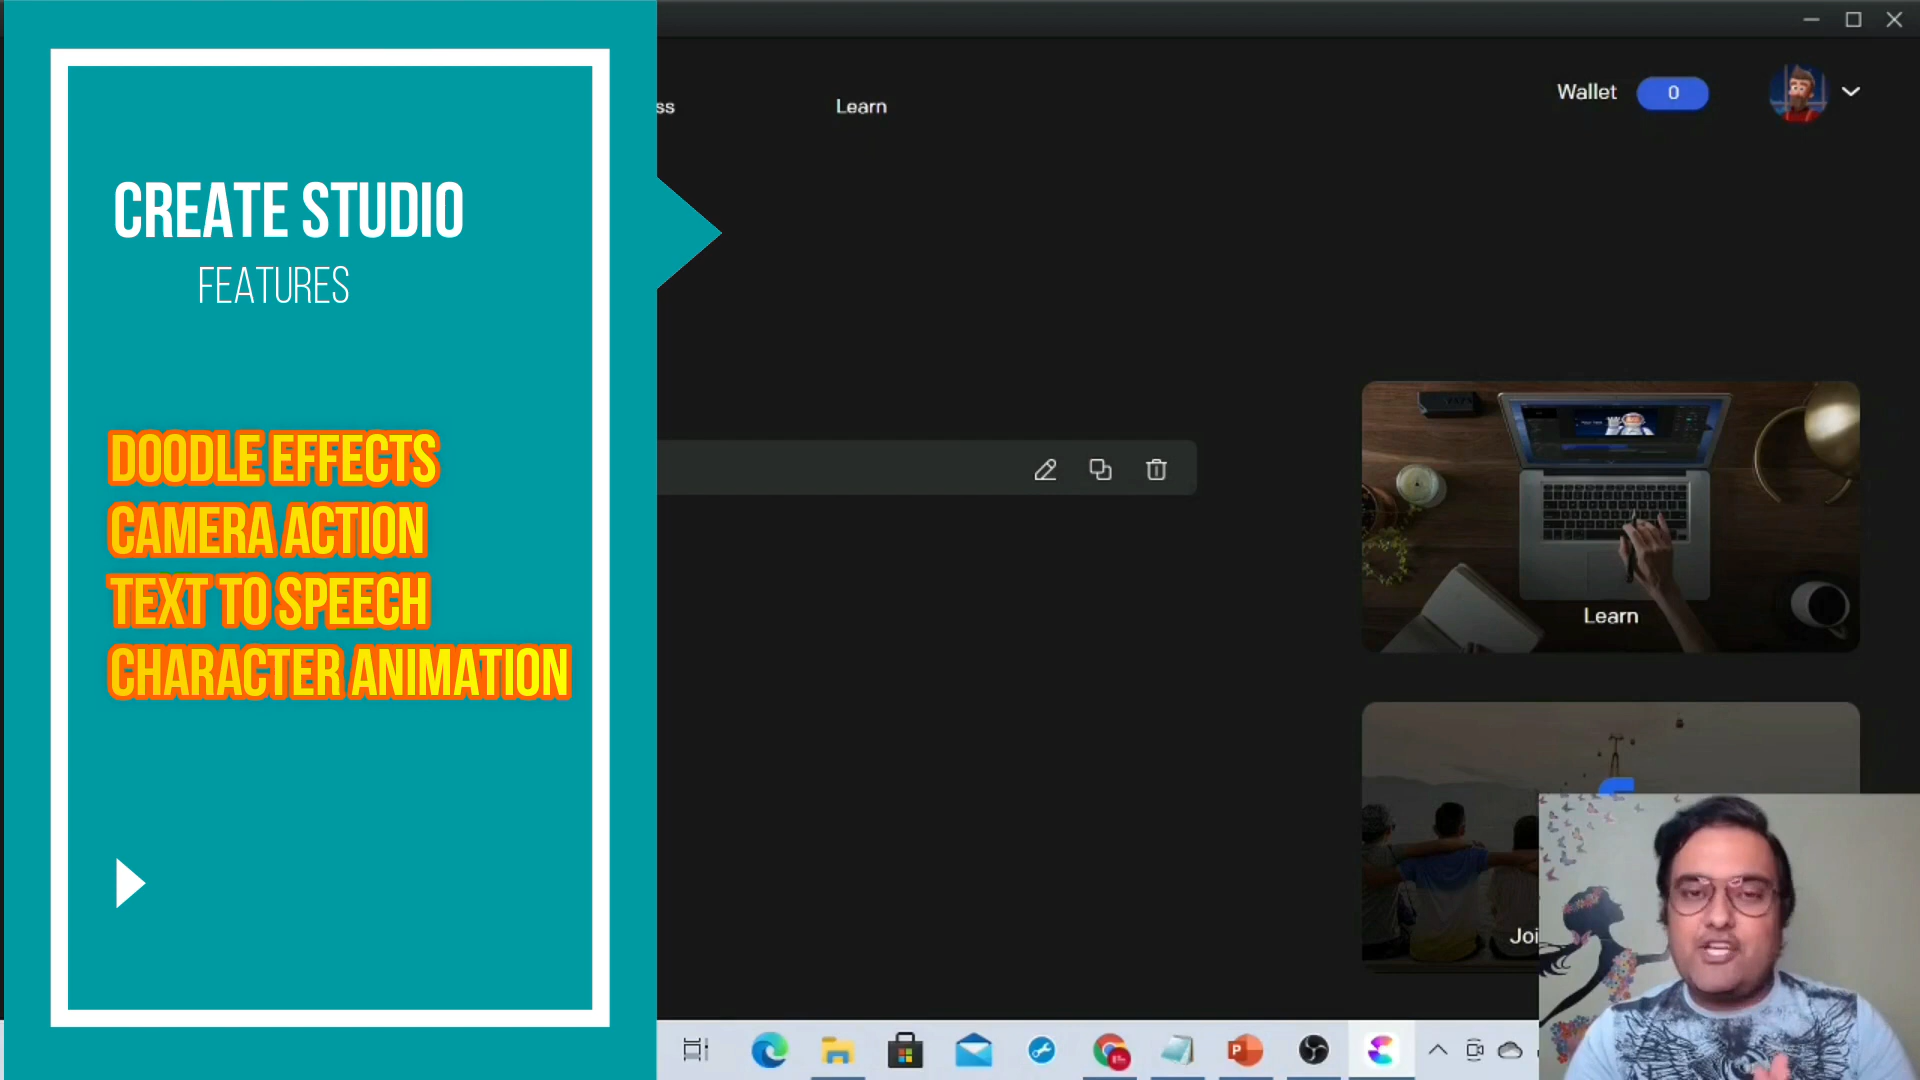 CREATE STUDIO
FEATURES
DOODLE EFFECTS
CAMERA ACTION
TEXT TO SPEECH
CHARACTER ANIMATION
ss
Learn
Wallet
0
Learn
Joi